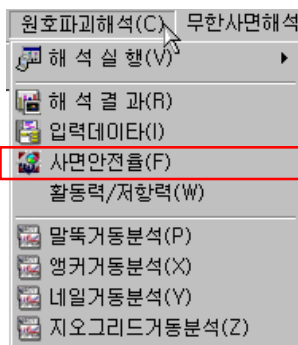 원호파괴해석(C) 무한사면해석
해 석 실 행(V)
해 석 결 과(R)
입력데이타(I)
사면안전율(F)
활동력/저항력(W)
말뚝거동분석(P)
앵커거동분석(X)
네일거동분석(Y)
지오그리드거동분석(Z)